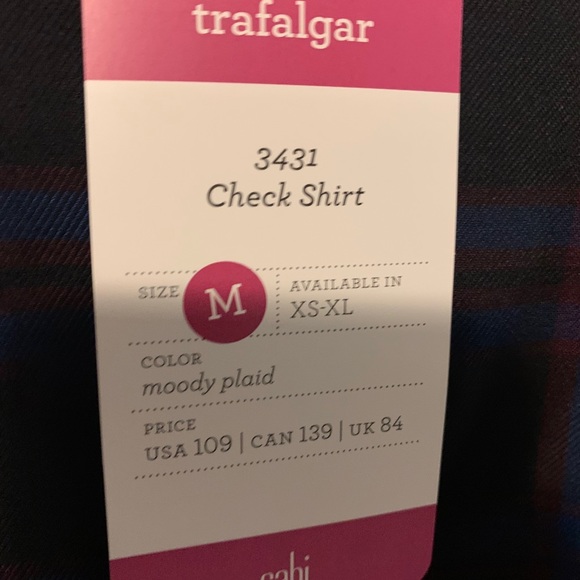 trafalgar
3431
Check Shirt
SIZE M AVAILABLE IN
XS-XL
COLOR
moody plaid
PRICE
USA 109 | CAN 139 | UK 84
cabi